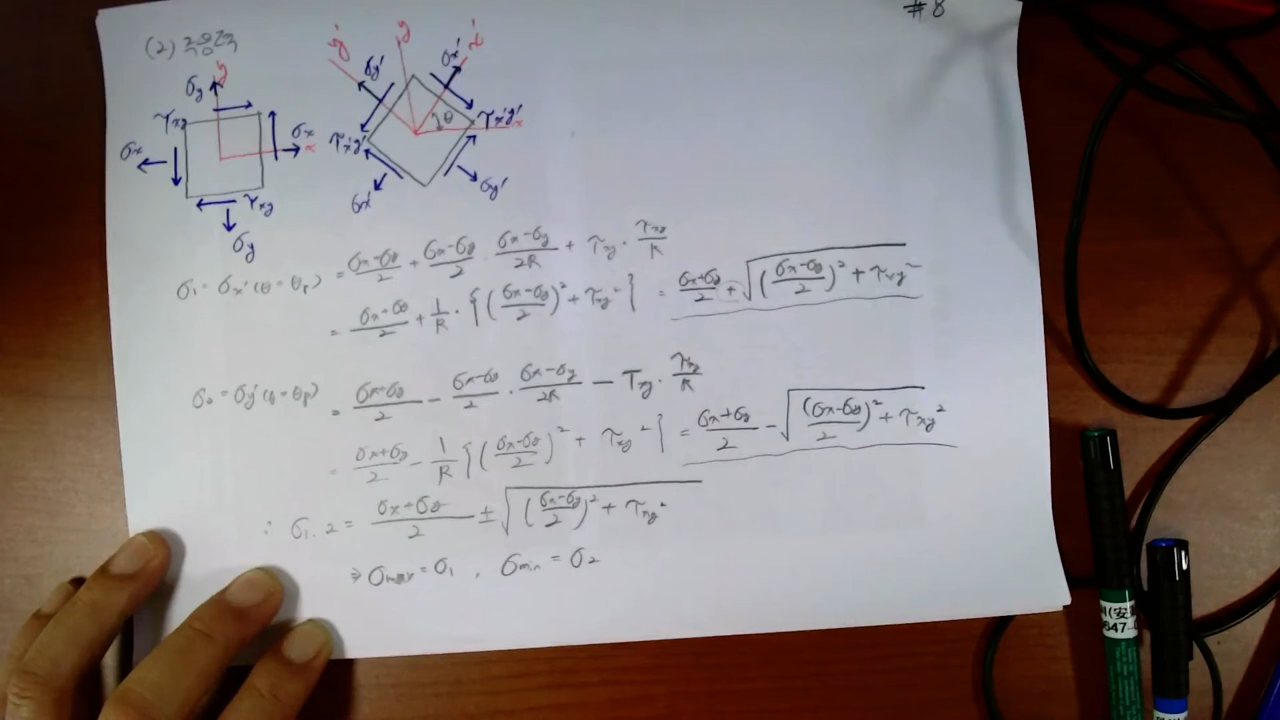 #8
(2) 주응력
y
σy
τxy
σx
x
σx
τxy
σy
y'
y
x'
σy'
σx'
θ
τx'y'
x
τx'y'
σx'
σy'
σ1 = σx'(θ=θp) = (σx-σy)/2 + (σx-σy)/2 · (σx-σy)/2R + τxy · τxy/R
= (σx-σy)/2 + 1/R · {((σx-σy)/2)² + τxy²} = (σx+σy)/2 + √(((σx-σy)/2)² + τxy²)
σ2 = σy'(θ=θp) = (σx+σy)/2 - (σx-σy)/2 · (σx-σy)/2R - τxy · τxy/R
= (σx+σy)/2 - 1/R {((σx-σy)/2)² + τxy²} = (σx+σy)/2 - √(((σx-σy)/2)² + τxy²)
∴ σ1.2 = (σx+σy)/2 ± √(((σx-σy)/2)² + τxy²)
⇒ σmax = σ1 , σmin = σ2